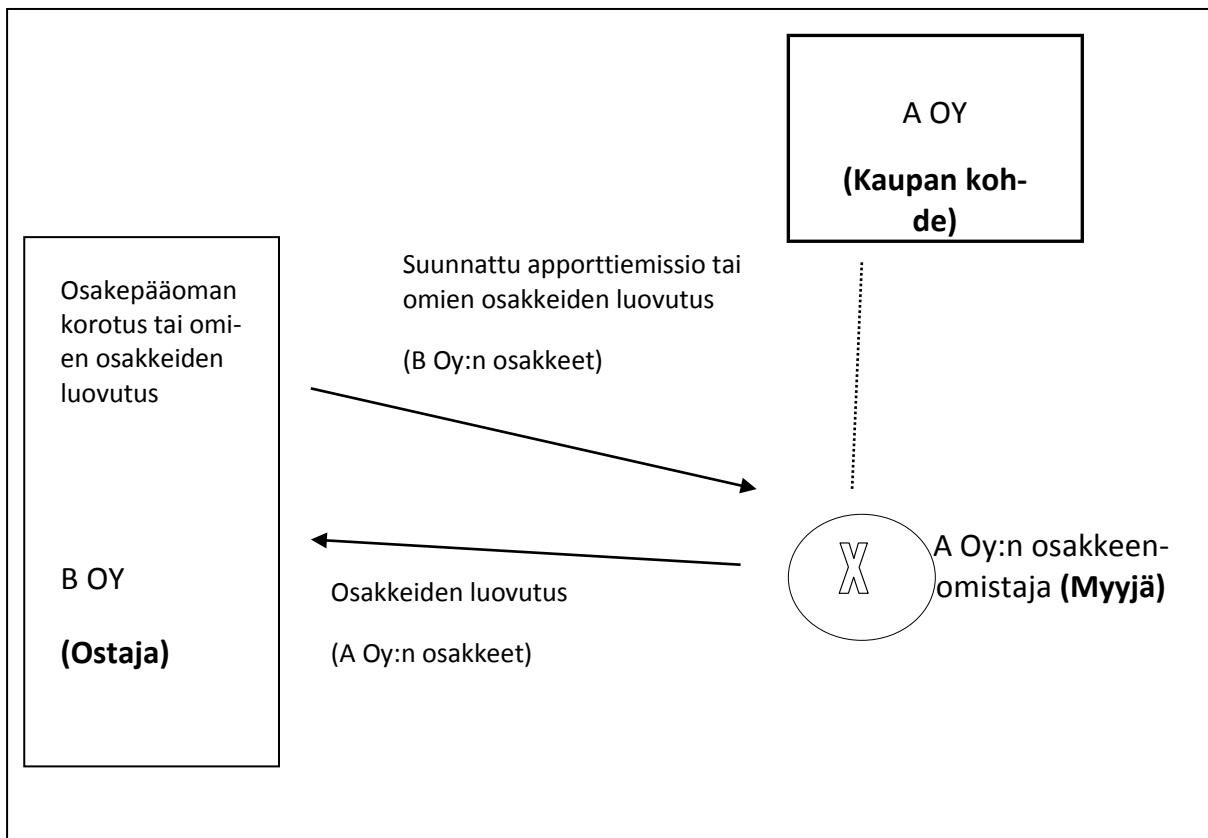 A OY
(Kaupan koh-
de)
Osakepääoman
korotus tai omi-
en osakkeiden
luovutus
Suunnattu apporttiemissio tai
omien osakkeiden luovutus
(B Oy:n osakkeet)
B OY
(Ostaja)
Osakkeiden luovutus
(A Oy:n osakkeet)
X
A Oy:n osakkeen-
omistaja (Myyjä)